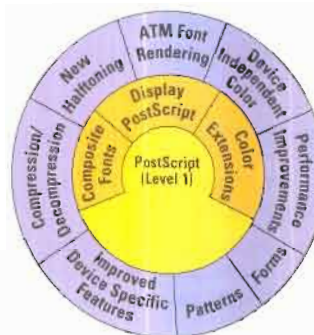 ATM Font
Rendering
Device
Independent
Color
Performance
Improvements
Forms
Patterns
Improved
Device Specific
Features
Compression/
Decompression
New
Halftoning
Display
PostScript
Color
Extensions
Composite
Fonts
PostScript
(Level 1)